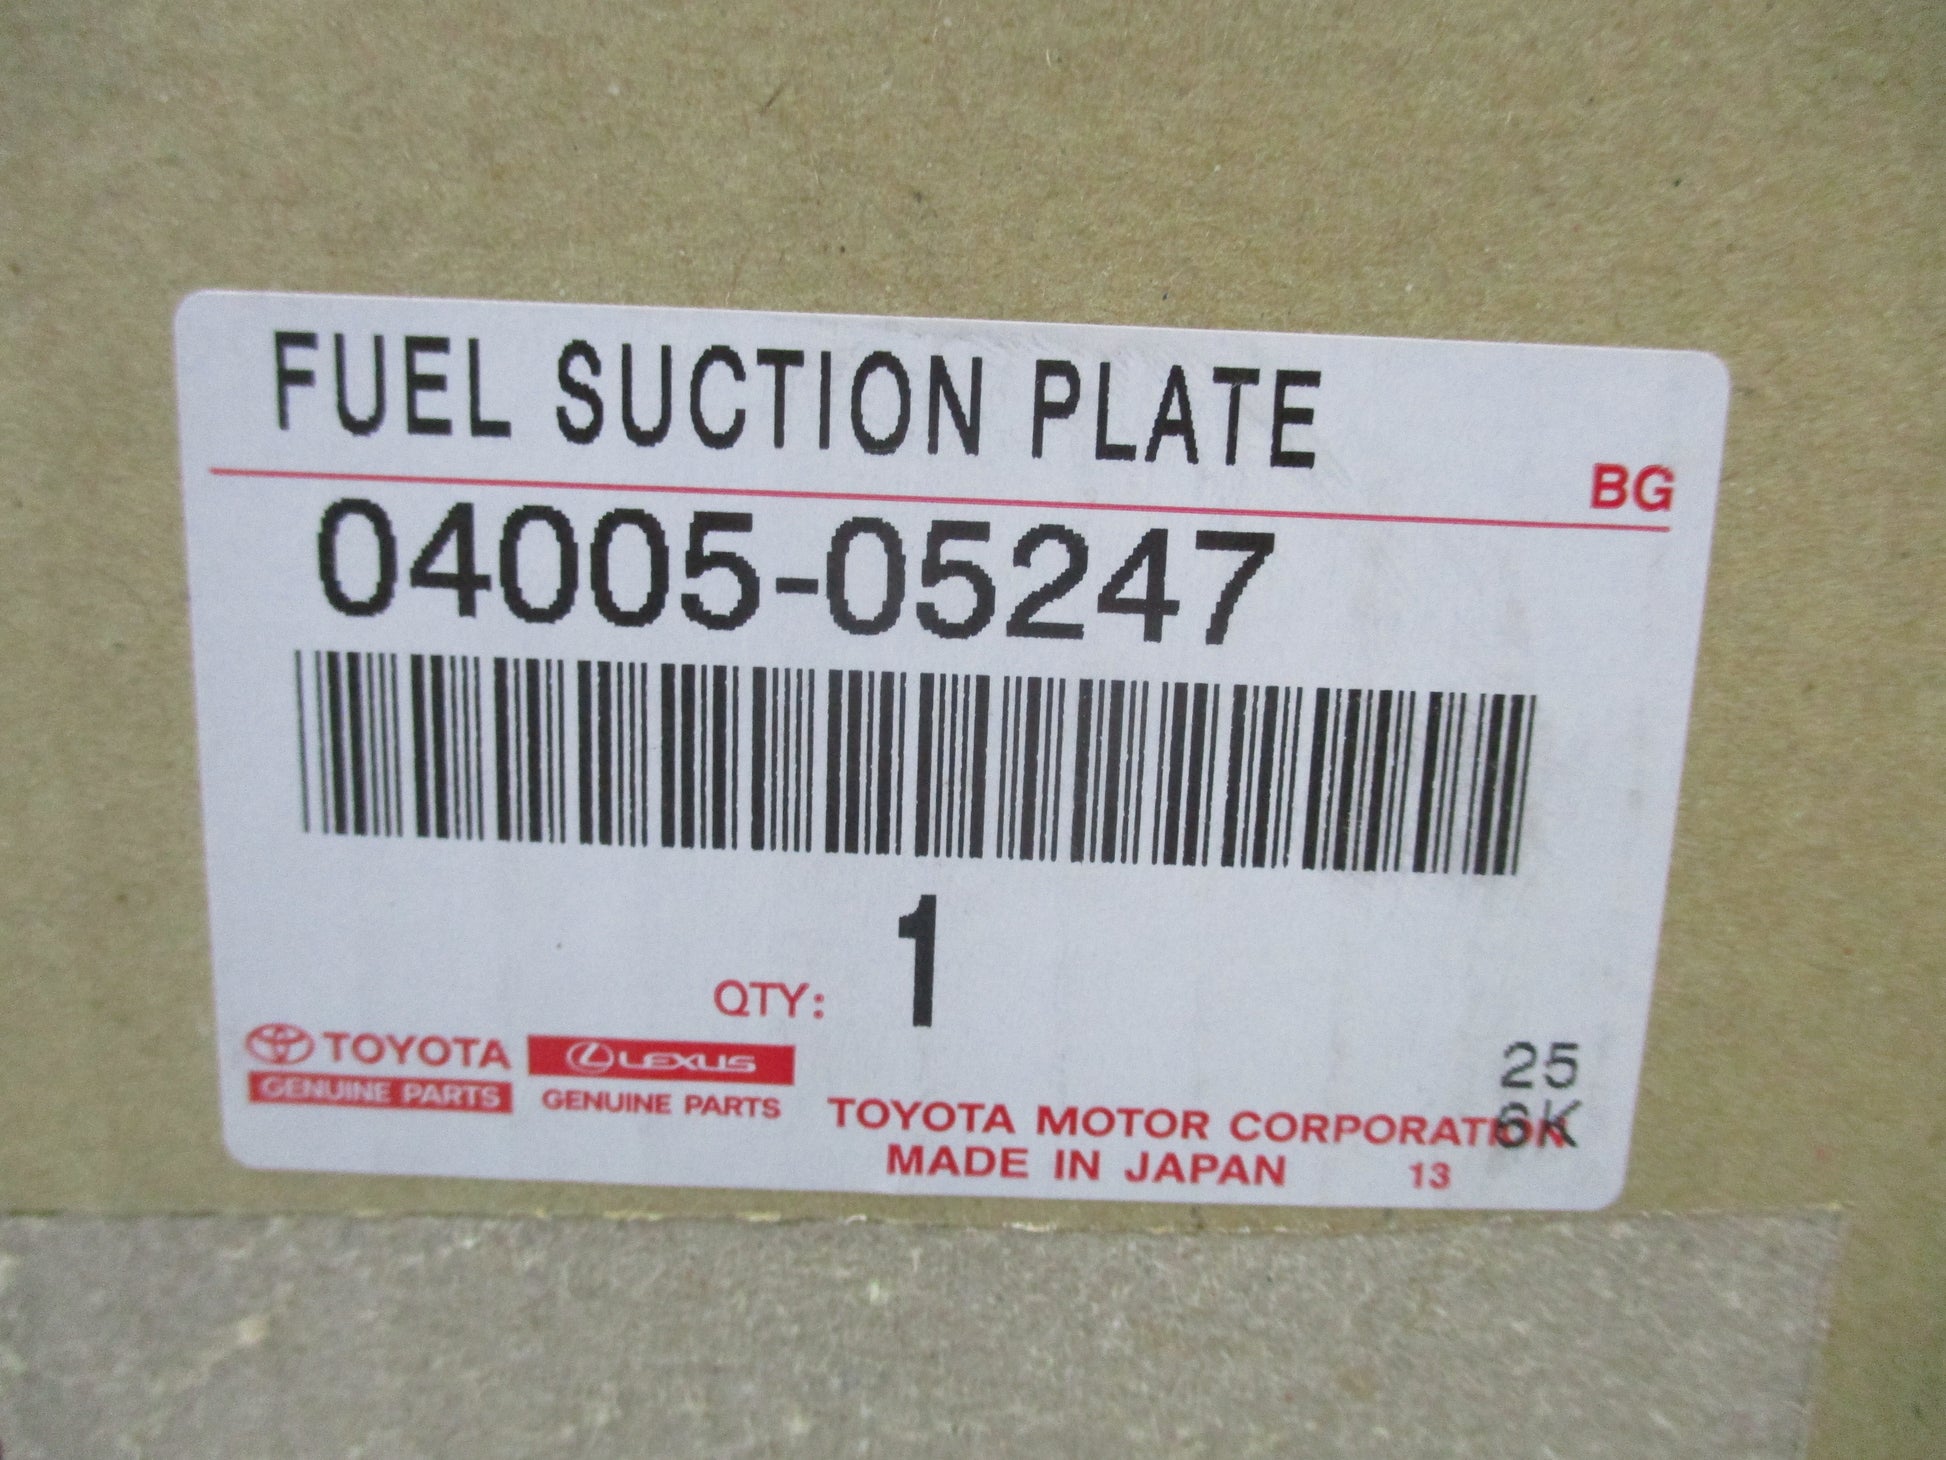 FUEL SUCTION PLATE
BG
04005-05247
QTY: 1
TOYOTA
GENUINE PARTS
LEXUS
GENUINE PARTS
25
6K
TOYOTA MOTOR CORPORATION
MADE IN JAPAN 13